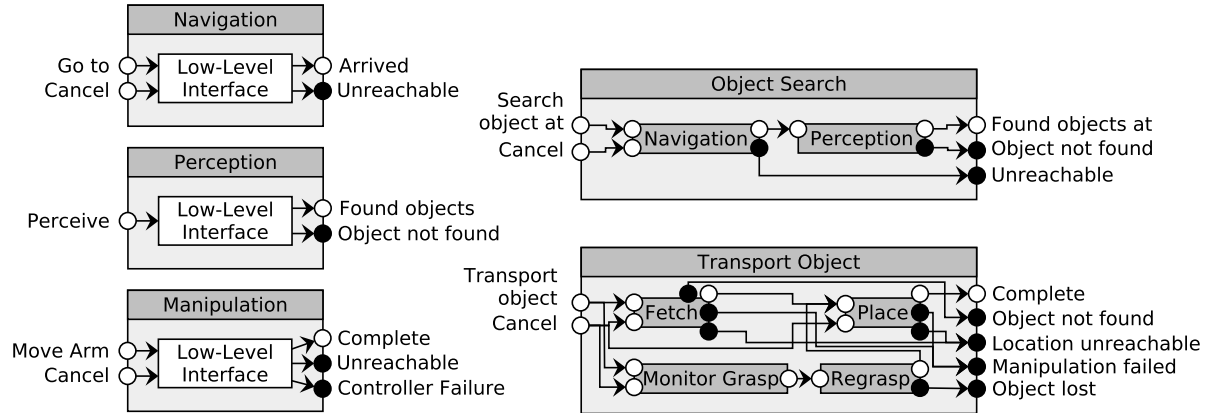 Navigation
Go to
Cancel
Low-Level
Interface
Arrived
Unreachable
Perception
Perceive
Low-Level
Interface
Found objects
Object not found
Manipulation
Move Arm
Cancel
Low-Level
Interface
Complete
Unreachable
Controller Failure
Object Search
Search
object at
Cancel
Navigation
Perception
Found objects at
Object not found
Unreachable
Transport Object
Transport
object
Cancel
Fetch
Place
Monitor Grasp
Regrasp
Complete
Object not found
Location unreachable
Manipulation failed
Object lost